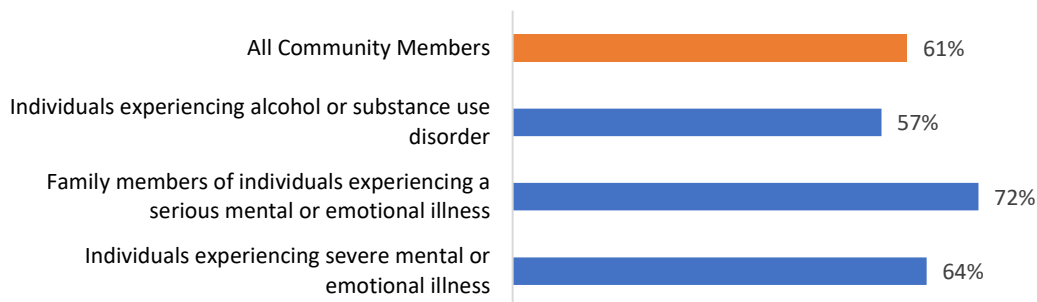 All Community Members
61%
Individuals experiencing alcohol or substance use
disorder
57%
Family members of individuals experiencing a
serious mental or emotional illness
72%
Individuals experiencing severe mental or
emotional illness
64%